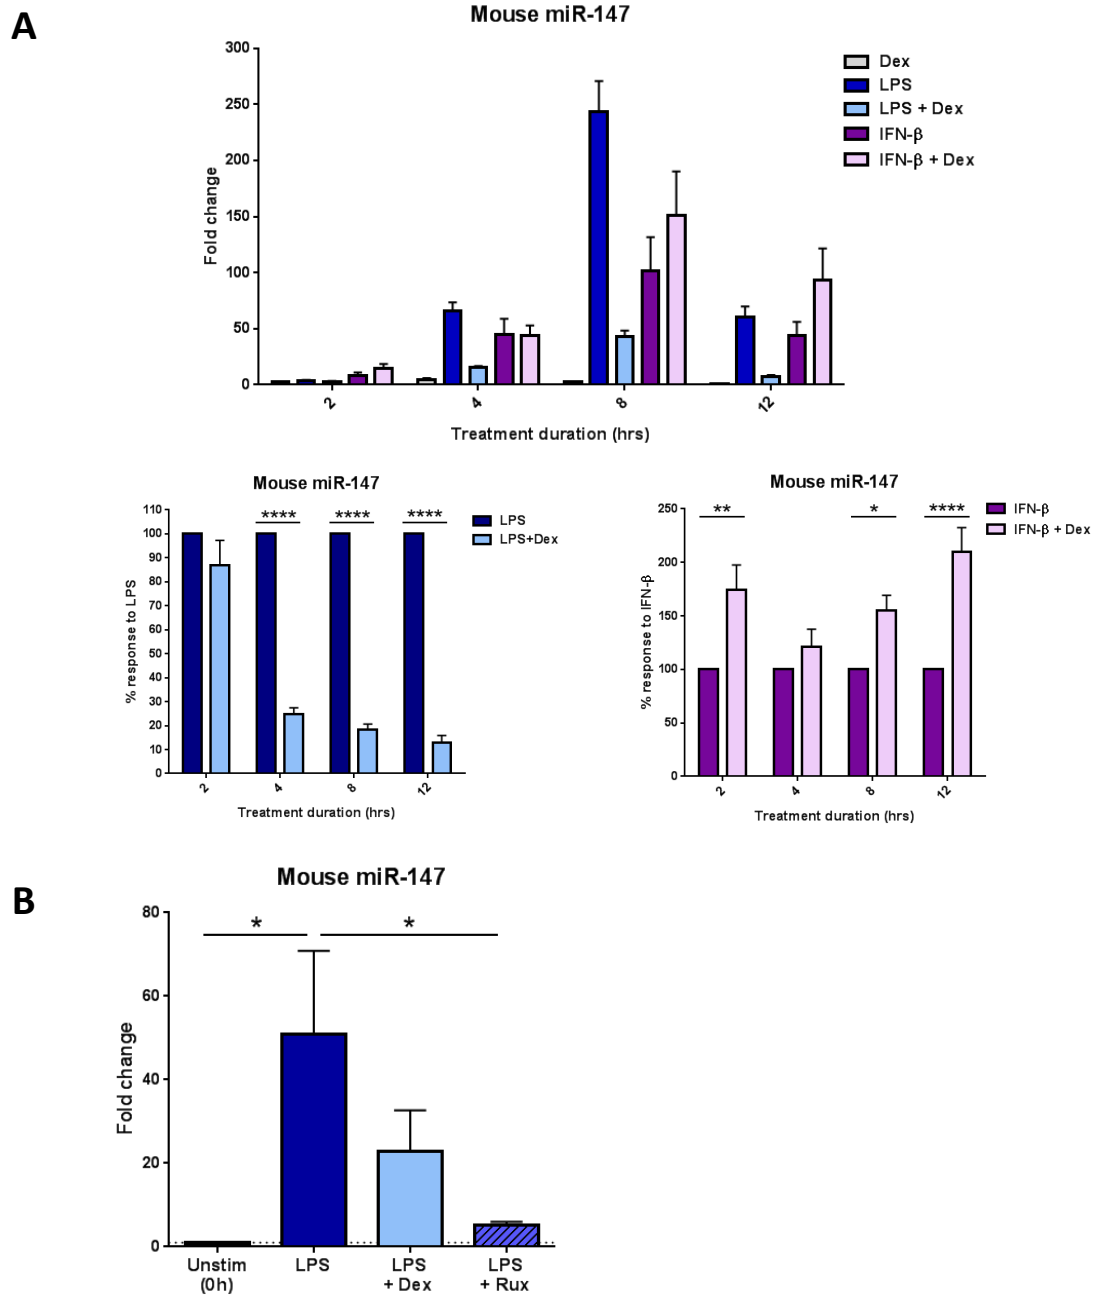 A
Mouse miR-147
Fold change
300
250
200
150
100
50
0
2
4
8
12
Treatment duration (hrs)
Dex
LPS
LPS + Dex
IFN-β
IFN-β + Dex
Mouse miR-147
% response to LPS
110
100
90
80
70
60
50
40
30
20
10
0
****
****
****
2
4
8
12
Treatment duration (hrs)
LPS
LPS+Dex
Mouse miR-147
% response to IFN-β
250
200
150
100
50
0
**
*
****
2
4
8
12
Treatment duration (hrs)
IFN-β
IFN-β + Dex
B
Mouse miR-147
Fold change
80
60
40
20
0
*
*
Unstim
(0h)
LPS
LPS
+ Dex
LPS
+ Rux